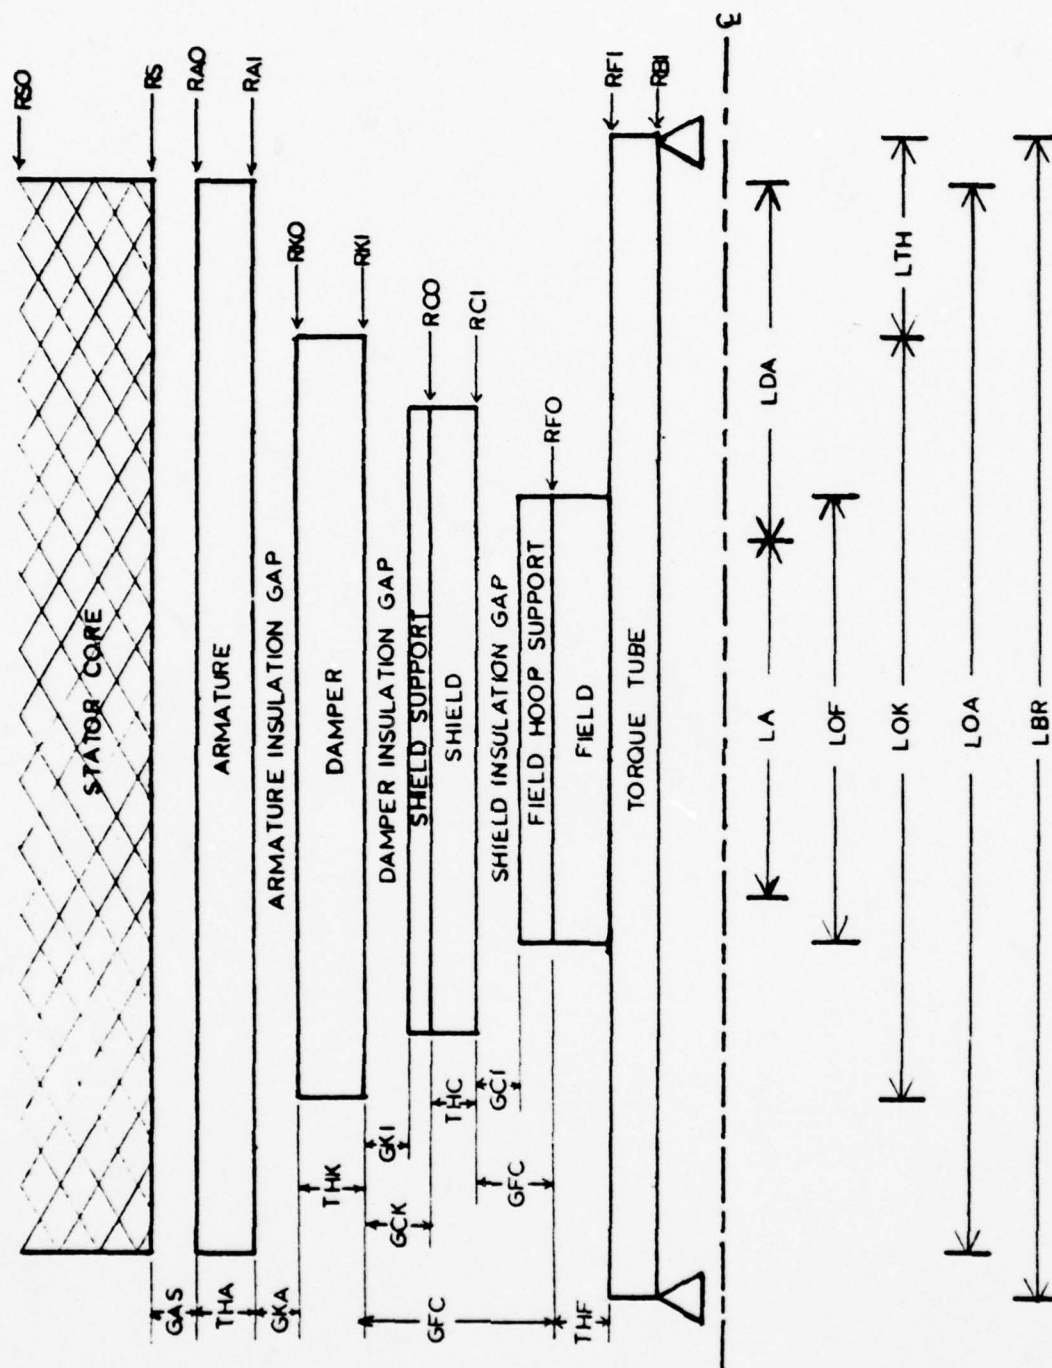 RSO
RS
RAO
RAI
RKO
RKI
RCO
RCI
RFO
RFI
RBI
℄
STATOR CORE
ARMATURE
ARMATURE INSULATION GAP
DAMPER
DAMPER INSULATION GAP
SHIELD SUPPORT
SHIELD
SHIELD INSULATION GAP
FIELD HOOP SUPPORT
FIELD
TORQUE TUBE
GAS
THA
GKA
THK
GKI
GCK
THC
GCI
GFC
GFC
THF
LA
LDA
LOF
LOK
LTH
LOA
LBR